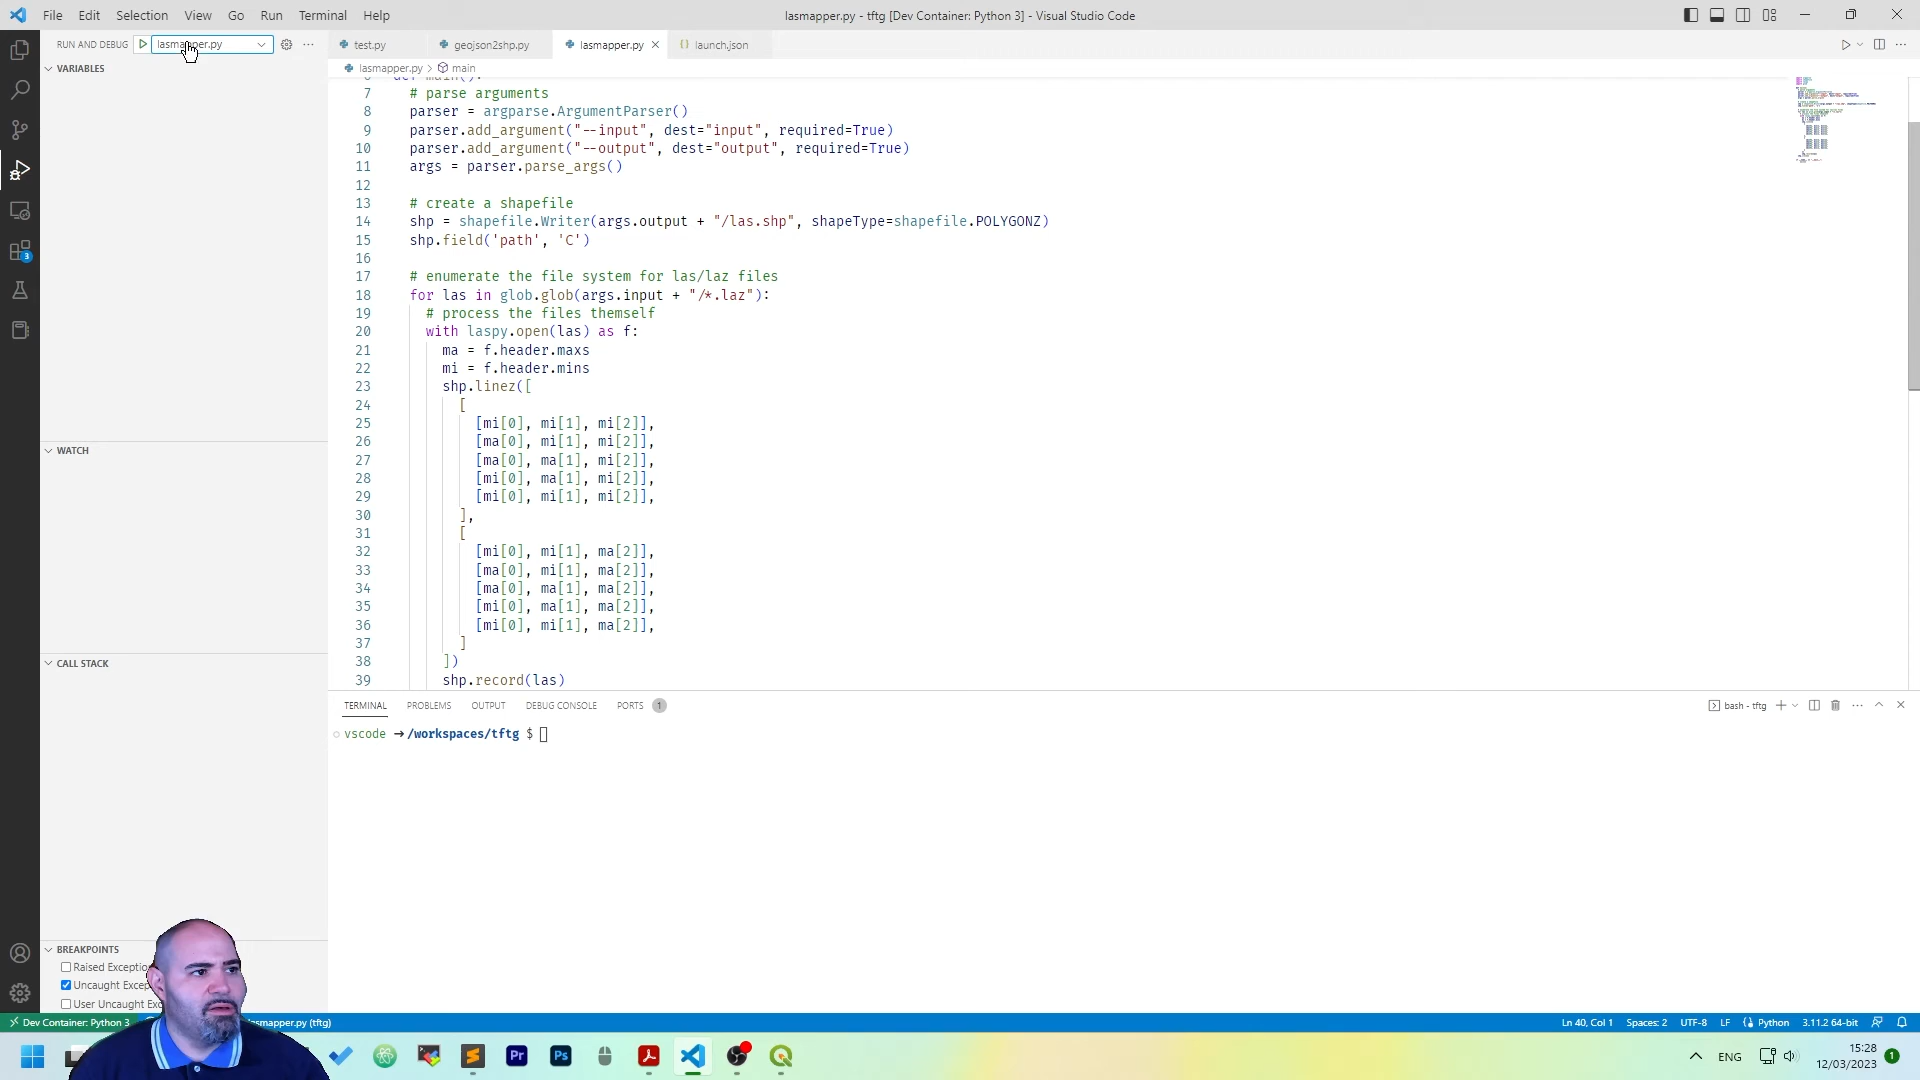 File Edit Selection View Go Run Terminal Help
lasmapper.py - tftg [Dev Container: Python 3] - Visual Studio Code
RUN AND DEBUG
lasmapper.py
test.py
geojson2shp.py
lasmapper.py
launch.json
VARIABLES
lasmapper.py > main
7 # parse arguments
8 parser = argparse.ArgumentParser()
9 parser.add_argument("--input", dest="input", required=True)
10 parser.add_argument("--output", dest="output", required=True)
11 args = parser.parse_args()
12
13 # create a shapefile
14 shp = shapefile.Writer(args.output + "/las.shp", shapeType=shapefile.POLYGONZ)
15 shp.field('path', 'C')
16
17 # enumerate the file system for las/laz files
18 for las in glob.glob(args.input + "/*.laz"):
19 # process the files themself
20 with laspy.open(las) as f:
21 ma = f.header.maxs
22 mi = f.header.mins
23 shp.linez([
24 [
25 [mi[0], mi[1], mi[2]],
26 [ma[0], mi[1], mi[2]],
27 [ma[0], ma[1], mi[2]],
28 [mi[0], ma[1], mi[2]],
29 [mi[0], mi[1], mi[2]],
30 ],
31 [
32 [mi[0], mi[1], ma[2]],
33 [ma[0], mi[1], ma[2]],
34 [ma[0], ma[1], ma[2]],
35 [mi[0], ma[1], ma[2]],
36 [mi[0], mi[1], ma[2]],
37 ]
38 ])
39 shp.record(las)
WATCH
CALL STACK
BREAKPOINTS
Raised Exceptio
Uncaught Excep
User Uncaught Exc
3
TERMINAL PROBLEMS OUTPUT DEBUG CONSOLE PORTS 1
bash - tftg
vscode → /workspaces/tftg $
Dev Container: Python 3
asmapper.py (tftg)
Ln 40, Col 1 Spaces: 2 UTF-8 LF Python 3.11.2 64-bit
Pr
Ps
ENG
15:28
12/03/2023
1